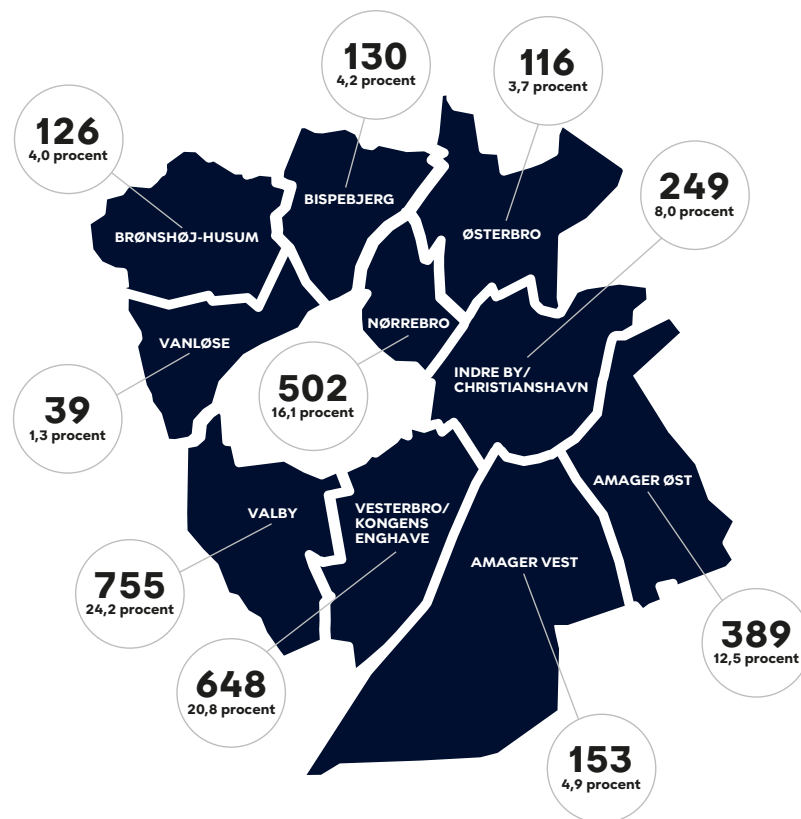 130
4,2 procent
116
3,7 procent
126
4,0 procent
249
8,0 procent
BISPEBJERG
BRØNSHØJ-HUSUM
ØSTERBRO
NØRREBRO
VANLØSE
INDRE BY/
CHRISTIANSHAVN
502
16,1 procent
39
1,3 procent
AMAGER ØST
VALBY
VESTERBRO/
KONGENS
ENGHAVE
AMAGER VEST
755
24,2 procent
389
12,5 procent
648
20,8 procent
153
4,9 procent